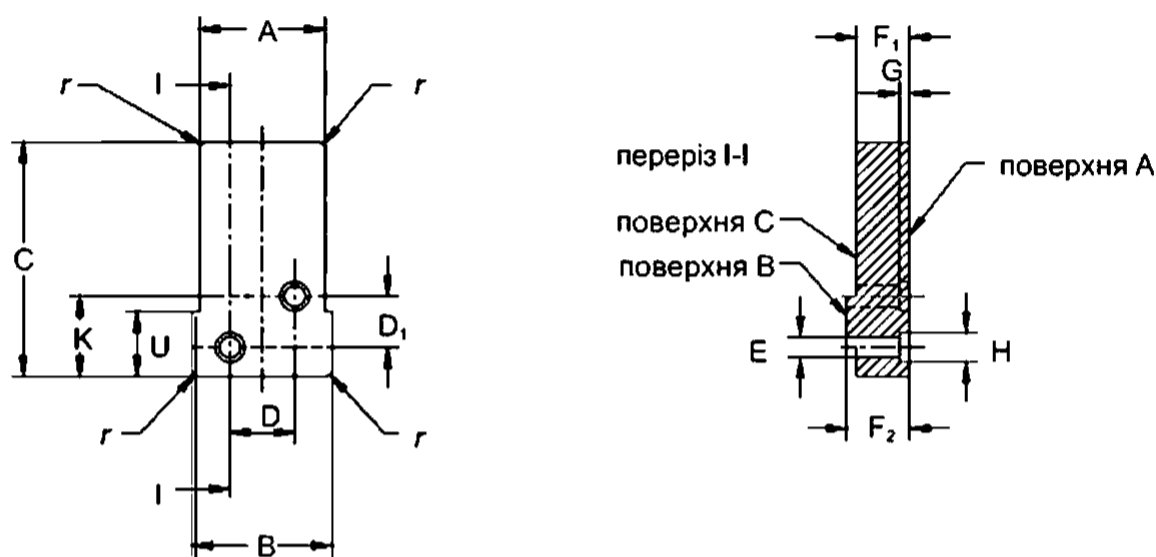 A
I
r
r
C
K
U
D₁
D
r
r
I
B
F₁
G
переріз I-I
поверхня A
поверхня C
поверхня B
E
H
F₂